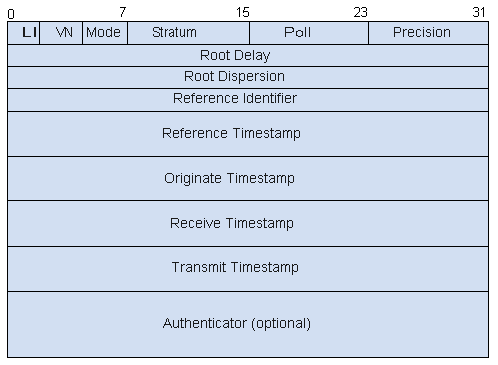 0 7 15 23 31
LI VN Mode Stratum Poll Precision
Root Delay
Root Dispersion
Reference Identifier
Reference Timestamp
Originate Timestamp
Receive Timestamp
Transmit Timestamp
Authenticator (optional)